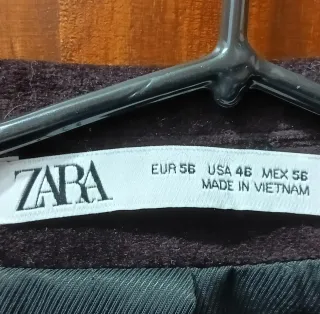 ZARA
EUR 56 USA 46 MEX 56
MADE IN VIETNAM